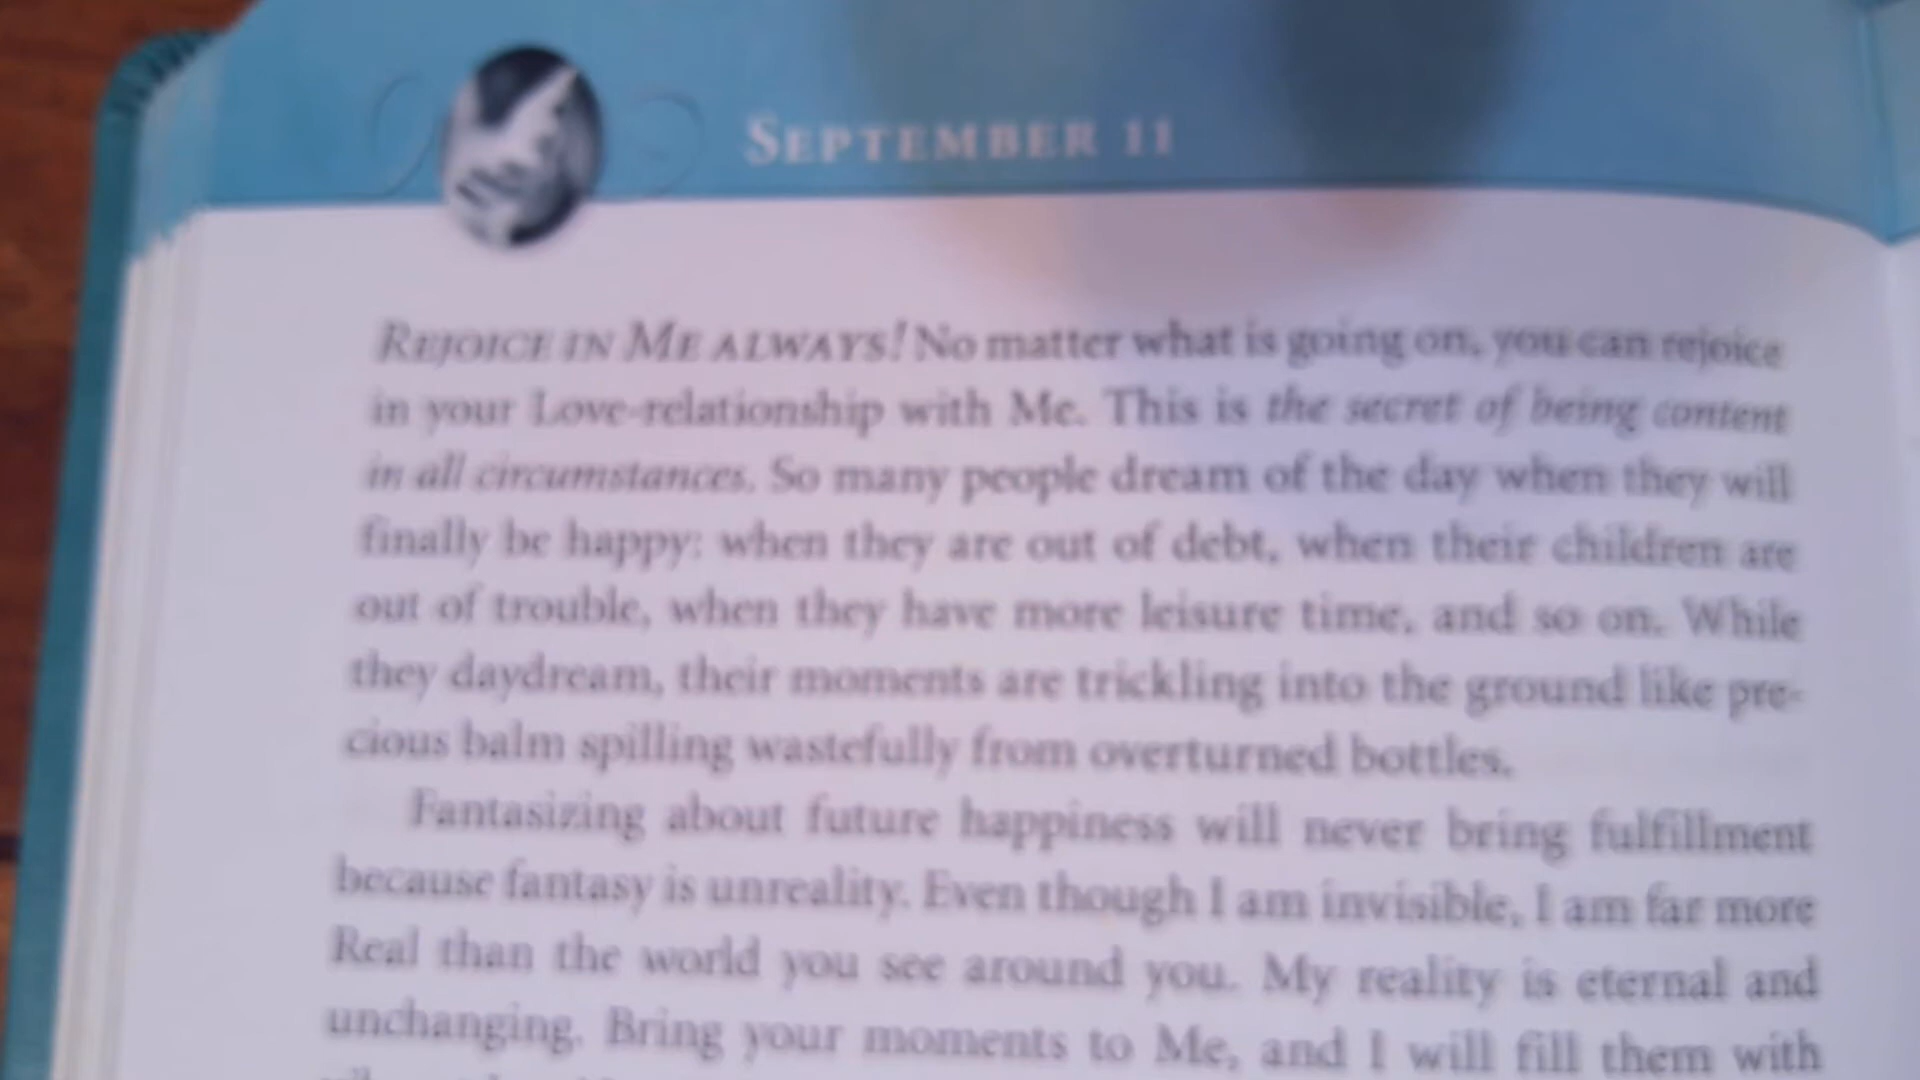 SEPTEMBER 11
REJOICE IN ME ALWAYS! No matter what is going on, you can rejoice
in your Love-relationship with Me. This is the secret of being content
in all circumstances. So many people dream of the day when they will
finally be happy: when they are out of debt, when their children are
out of trouble, when they have more leisure time, and so on. While
they daydream, their moments are trickling into the ground like pre-
cious balm spilling wastefully from overturned bottles.
Fantasizing about future happiness will never bring fulfillment
because fantasy is unreality. Even though I am invisible, I am far more
Real than the world you see around you. My reality is eternal and
unchanging. Bring your moments to Me, and I will fill them with